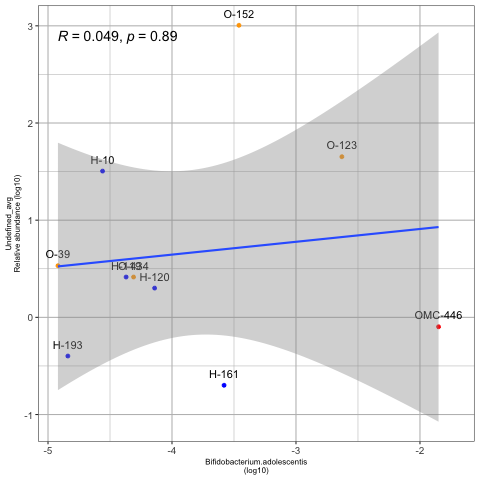 O-152
R = 0.049, p = 0.89
O-123
H-10
O-39
H-120
OMC-446
H-193
H-161
3
2
1
0
-1
-5
-4
-3
-2
Undefined_avg
Relative abundance (log10)
Bifidobacterium.adolescentis
(log10)